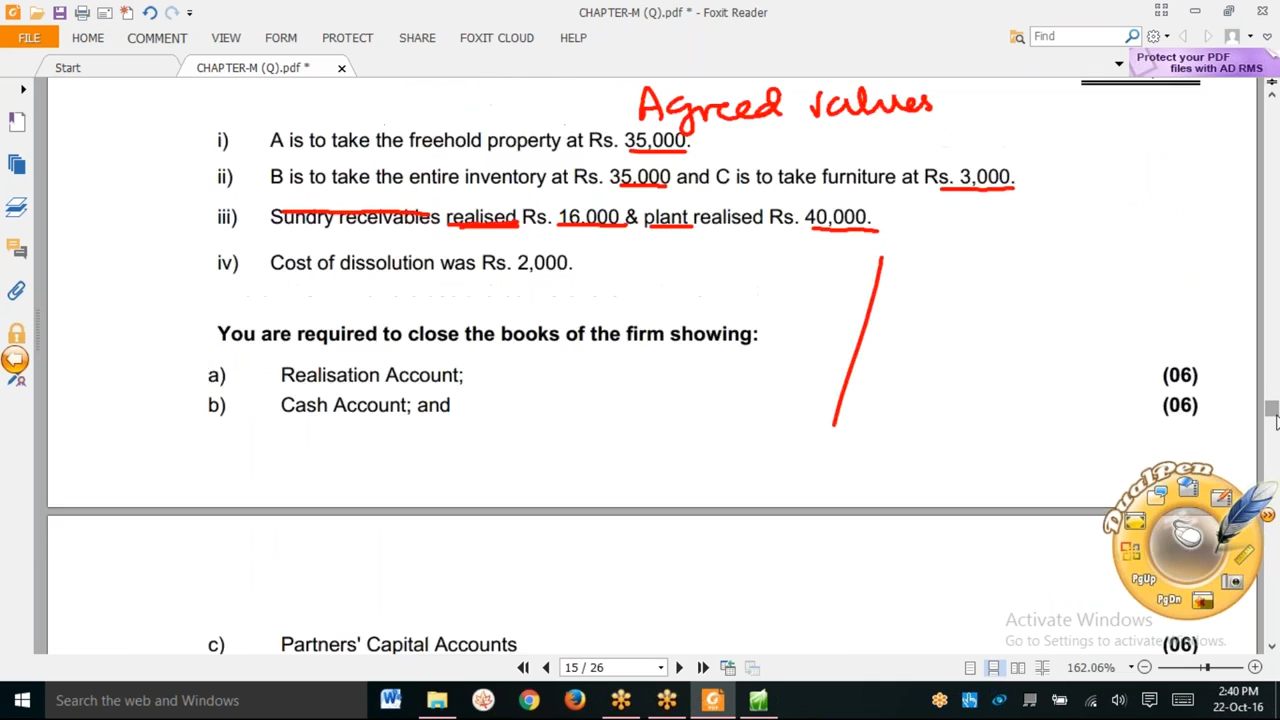 CHAPTER-M (Q).pdf * - Foxit Reader
FILE HOME COMMENT VIEW FORM PROTECT SHARE FOXIT CLOUD HELP Find
Start CHAPTER-M (Q).pdf *
Protect your PDF
files with AD RMS
Agreed values
i) A is to take the freehold property at Rs. 35,000.
ii) B is to take the entire inventory at Rs. 35,000 and C is to take furniture at Rs. 3,000.
iii) Sundry receivables realised Rs. 16,000 & plant realised Rs. 40,000.
iv) Cost of dissolution was Rs. 2,000.
You are required to close the books of the firm showing:
a) Realisation Account; (06)
b) Cash Account; and (06)
DualPen
PgUp
PgDn
c) Partners' Capital Accounts (06)
Activate Windows
Go to Settings to activate Windows.
15 / 26 162.06%
Search the web and Windows
2:40 PM
22-Oct-16